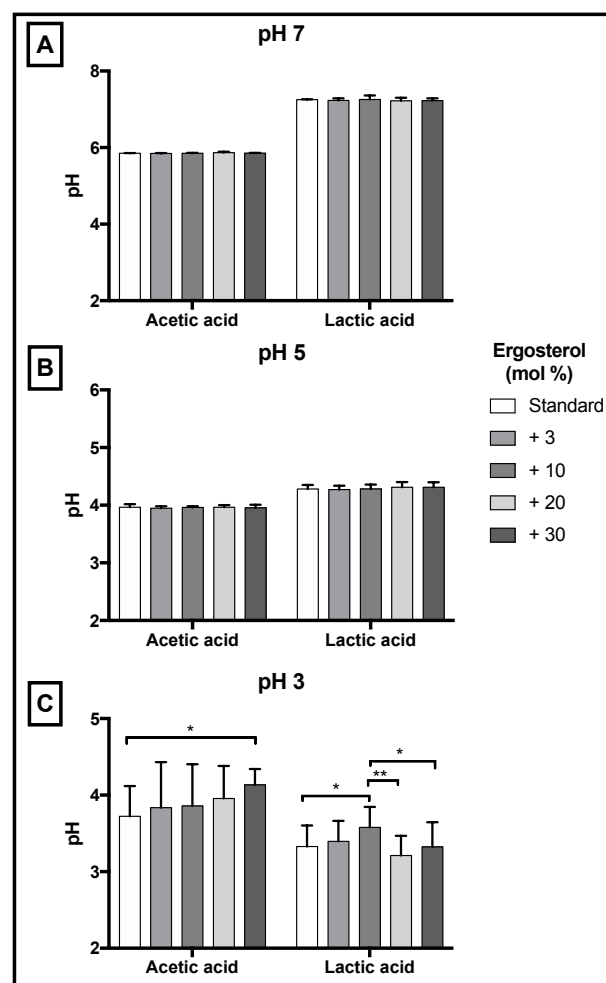 A
pH 7
8
6
4
2
pH
Acetic acid
Lactic acid
B
pH 5
6
5
4
3
2
pH
Acetic acid
Lactic acid
Ergosterol
(mol %)
Standard
+ 3
+ 10
+ 20
+ 30
C
pH 3
5
4
3
2
pH
*
*
**
*
Acetic acid
Lactic acid